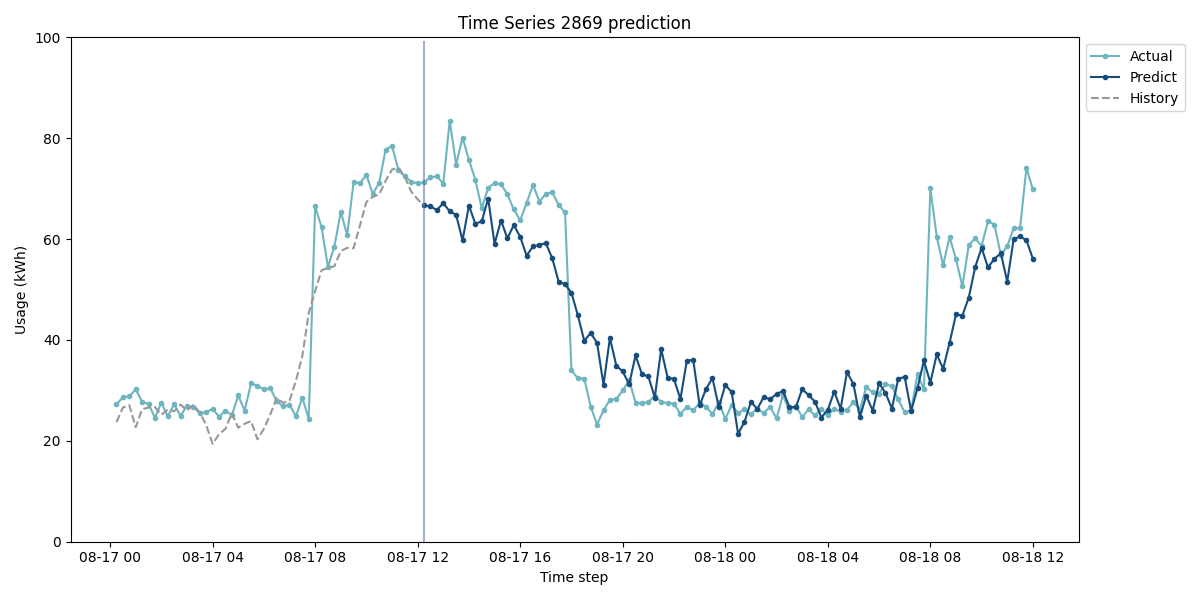 Time Series 2869 prediction
Actual
Predict
History
Usage (kWh)
100
80
60
40
20
0
08-17 00 08-17 04 08-17 08 08-17 12 08-17 16 08-17 20 08-18 00 08-18 04 08-18 08 08-18 12
Time step